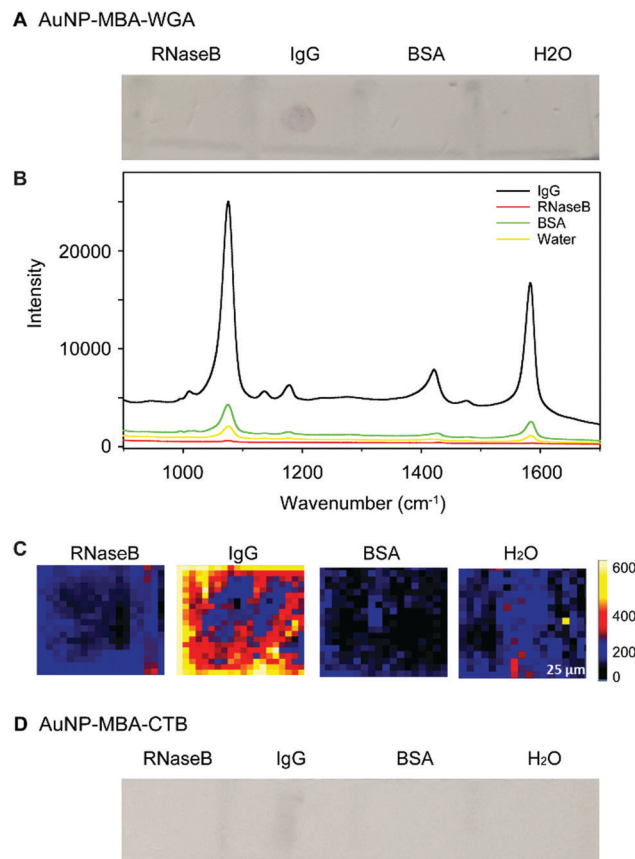 A AuNP-MBA-WGA
RNaseB IgG BSA H2O
B
IgG
RNaseB
BSA
Water
20000
10000
0
Intensity
1000 1200 1400 1600
Wavenumber (cm⁻¹)
C
RNaseB IgG BSA H₂O
600
400
200
0
25 µm
D AuNP-MBA-CTB
RNaseB IgG BSA H₂O